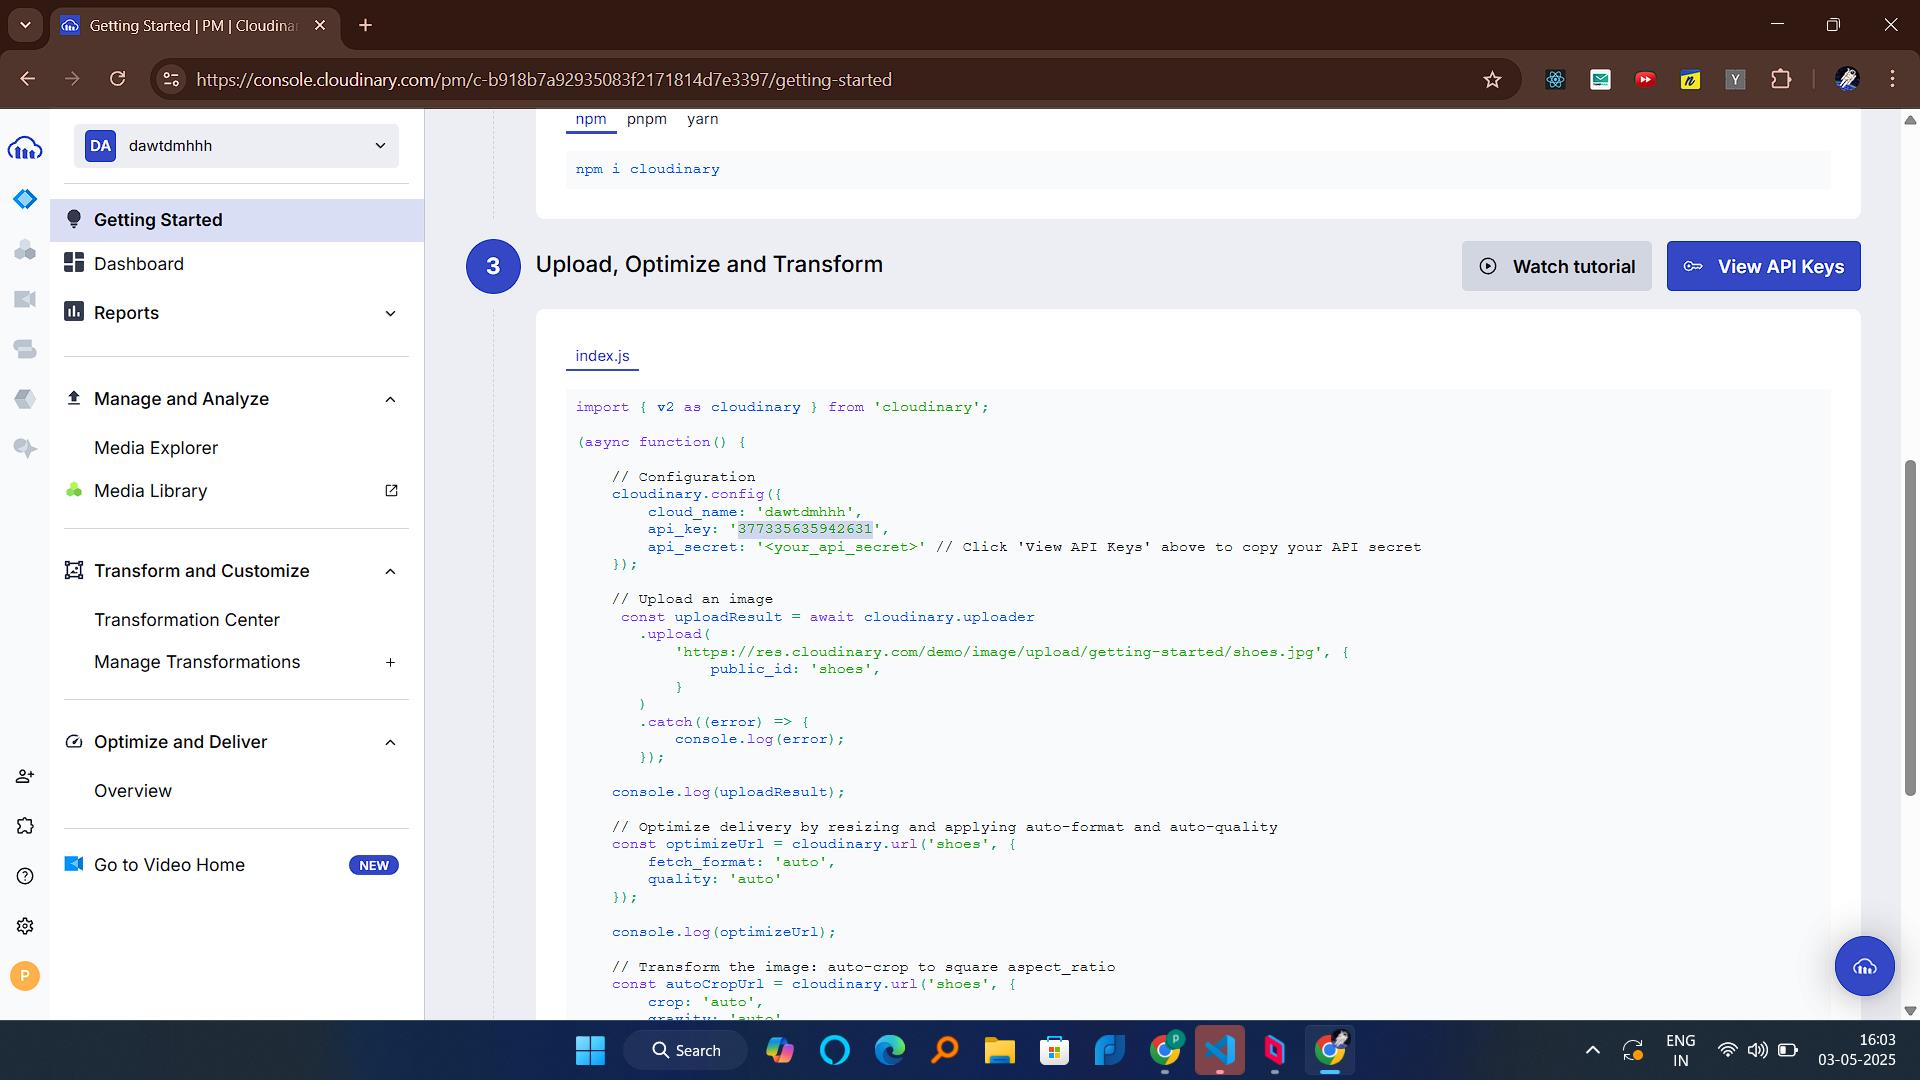 Getting Started | PM | Cloudina
https://console.cloudinary.com/pm/c-b918b7a92935083f2171814d7e3397/getting-started
DA dawtdmhhh
Getting Started
Dashboard
Reports
Manage and Analyze
Media Explorer
Media Library
Transform and Customize
Transformation Center
Manage Transformations +
Optimize and Deliver
Overview
Go to Video Home NEW
P
npm pnpm yarn
npm i cloudinary
3 Upload, Optimize and Transform
Watch tutorial
View API Keys
index.js
import { v2 as cloudinary } from 'cloudinary';
(async function() {
// Configuration
cloudinary.config({
cloud_name: 'dawtdmhhh',
api_key: '377335635942631',
api_secret: '<your_api_secret>' // Click 'View API Keys' above to copy your API secret
});
// Upload an image
const uploadResult = await cloudinary.uploader
.upload(
'https://res.cloudinary.com/demo/image/upload/getting-started/shoes.jpg', {
public_id: 'shoes',
}
)
.catch((error) => {
console.log(error);
});
console.log(uploadResult);
// Optimize delivery by resizing and applying auto-format and auto-quality
const optimizeUrl = cloudinary.url('shoes', {
fetch_format: 'auto',
quality: 'auto'
});
console.log(optimizeUrl);
// Transform the image: auto-crop to square aspect_ratio
const autoCropUrl = cloudinary.url('shoes', {
crop: 'auto',
gravity: 'auto'
Search
ENG
IN
16:03
03-05-2025